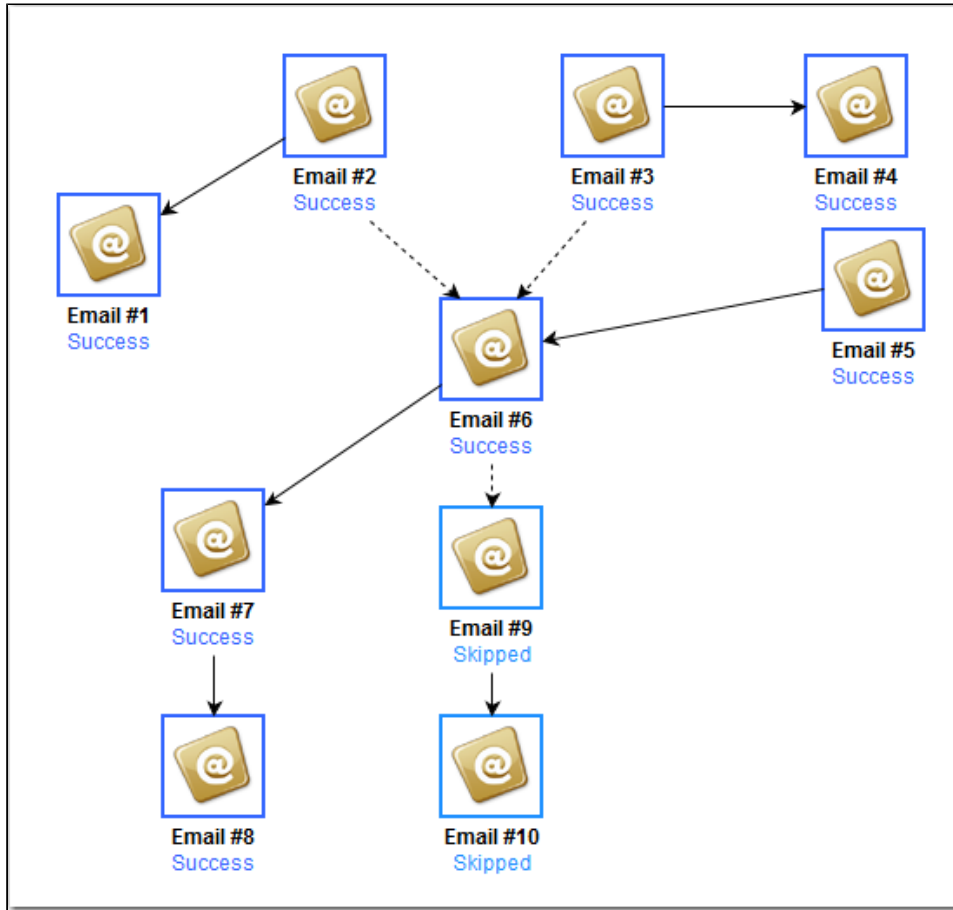 Email #2
Success
Email #3
Success
Email #4
Success
Email #1
Success
Email #5
Success
Email #6
Success
Email #7
Success
Email #9
Skipped
Email #8
Success
Email #10
Skipped